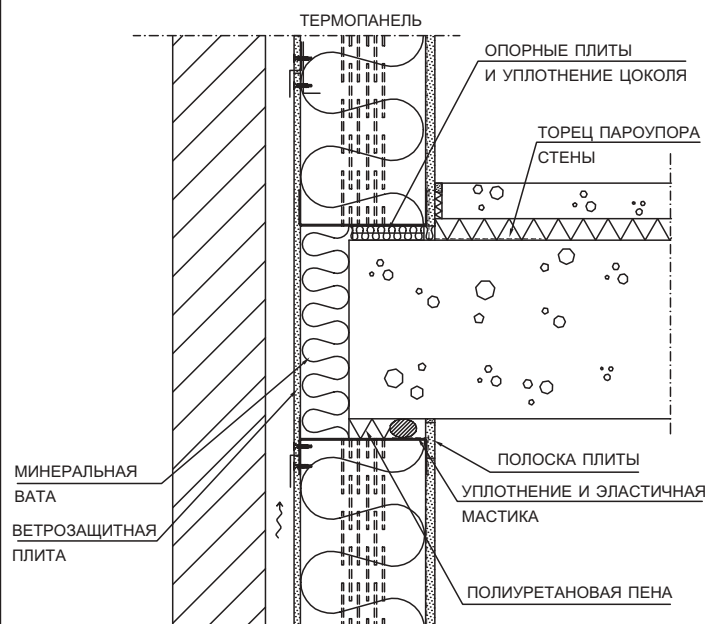 ТЕРМОПАНЕЛЬ
ОПОРНЫЕ ПЛИТЫ
И УПЛОТНЕНИЕ ЦОКОЛЯ
ТОРЕЦ ПАРОУПОРА
СТЕНЫ
МИНЕРАЛЬНАЯ
ВАТА
ВЕТРОЗАЩИТНАЯ
ПЛИТА
ПОЛОСКА ПЛИТЫ
УПЛОТНЕНИЕ И ЭЛАСТИЧНАЯ
МАСТИКА
ПОЛИУРЕТАНОВАЯ ПЕНА